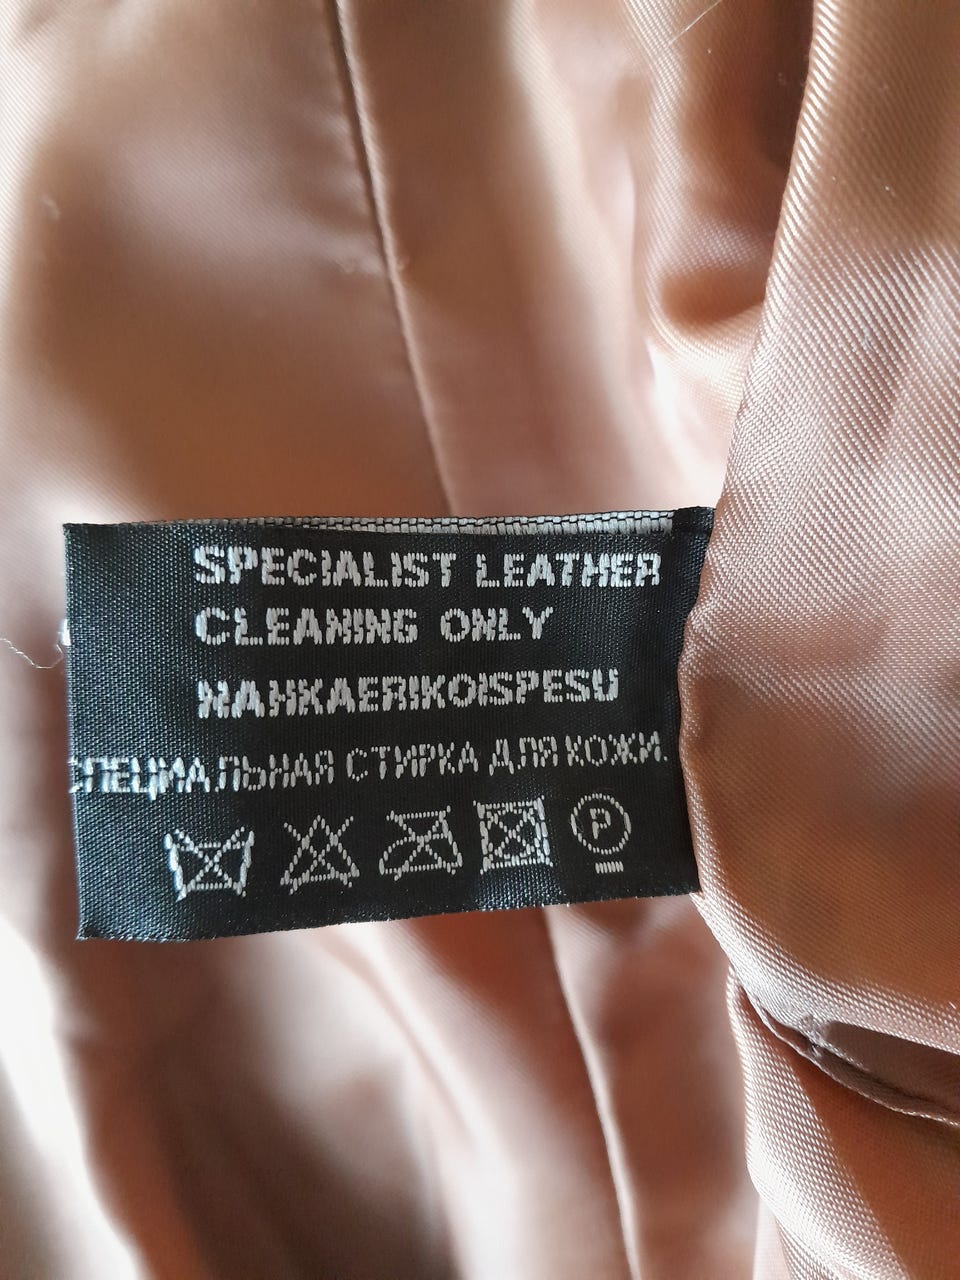 SPECIALIST LEATHER
CLEANING ONLY
NAHKAERIKOISPESU
СПЕЦИАЛЬНАЯ СТИРКА ДЛЯ КОЖИ.
P